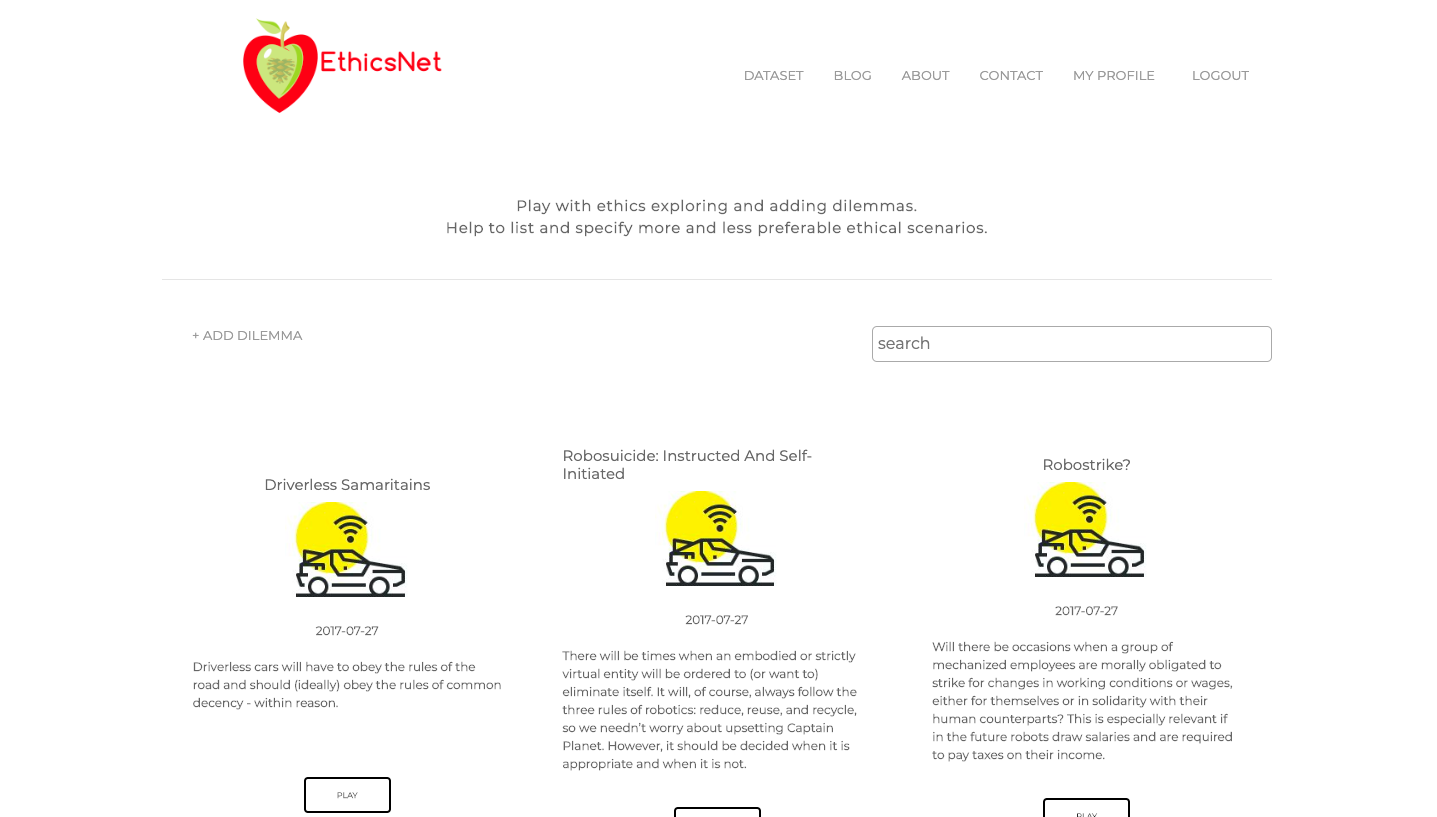 EthicsNet
DATASET
BLOG
ABOUT
CONTACT
MY PROFILE
LOGOUT
Play with ethics exploring and adding dilemmas.
Help to list and specify more and less preferable ethical scenarios.
+ ADD DILEMMA
search
Driverless Samaritains
2017-07-27
Driverless cars will have to obey the rules of the
road and should (ideally) obey the rules of common
decency - within reason.
PLAY
Robosuicide: Instructed And Self-
Initiated
2017-07-27
There will be times when an embodied or strictly
virtual entity will be ordered to (or want to)
eliminate itself. It will, of course, always follow the
three rules of robotics: reduce, reuse, and recycle,
so we needn’t worry about upsetting Captain
Planet. However, it should be decided when it is
appropriate and when it is not.
Robostrike?
2017-07-27
Will there be occasions when a group of
mechanized employees are morally obligated to
strike for changes in working conditions or wages,
either for themselves or in solidarity with their
human counterparts? This is especially relevant if
in the future robots draw salaries and are required
to pay taxes on their income.
PLAY